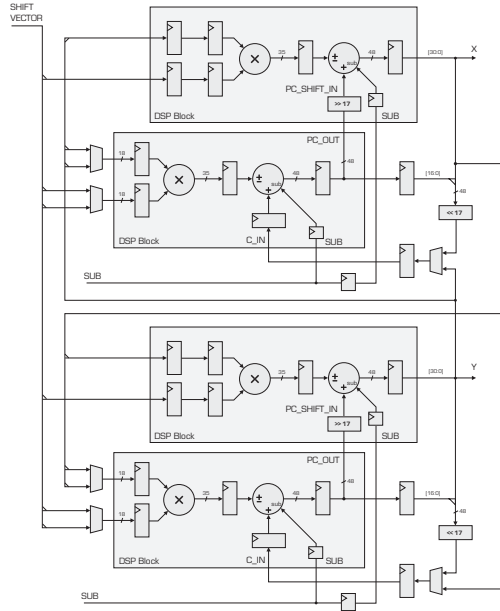 SHIFT
VECTOR
35
48
[30:0]
X
±
+
sub
PC_SHIFT_IN
>> 17
SUB
DSP Block
PC_OUT
18
18
35
48
48
[16:0]
48
±
+
sub
<< 17
C_IN
SUB
DSP Block
SUB
35
48
[30:0]
Y
±
+
sub
PC_SHIFT_IN
>> 17
SUB
DSP Block
PC_OUT
18
18
35
48
48
[16:0]
48
±
+
sub
<< 17
C_IN
SUB
DSP Block
SUB